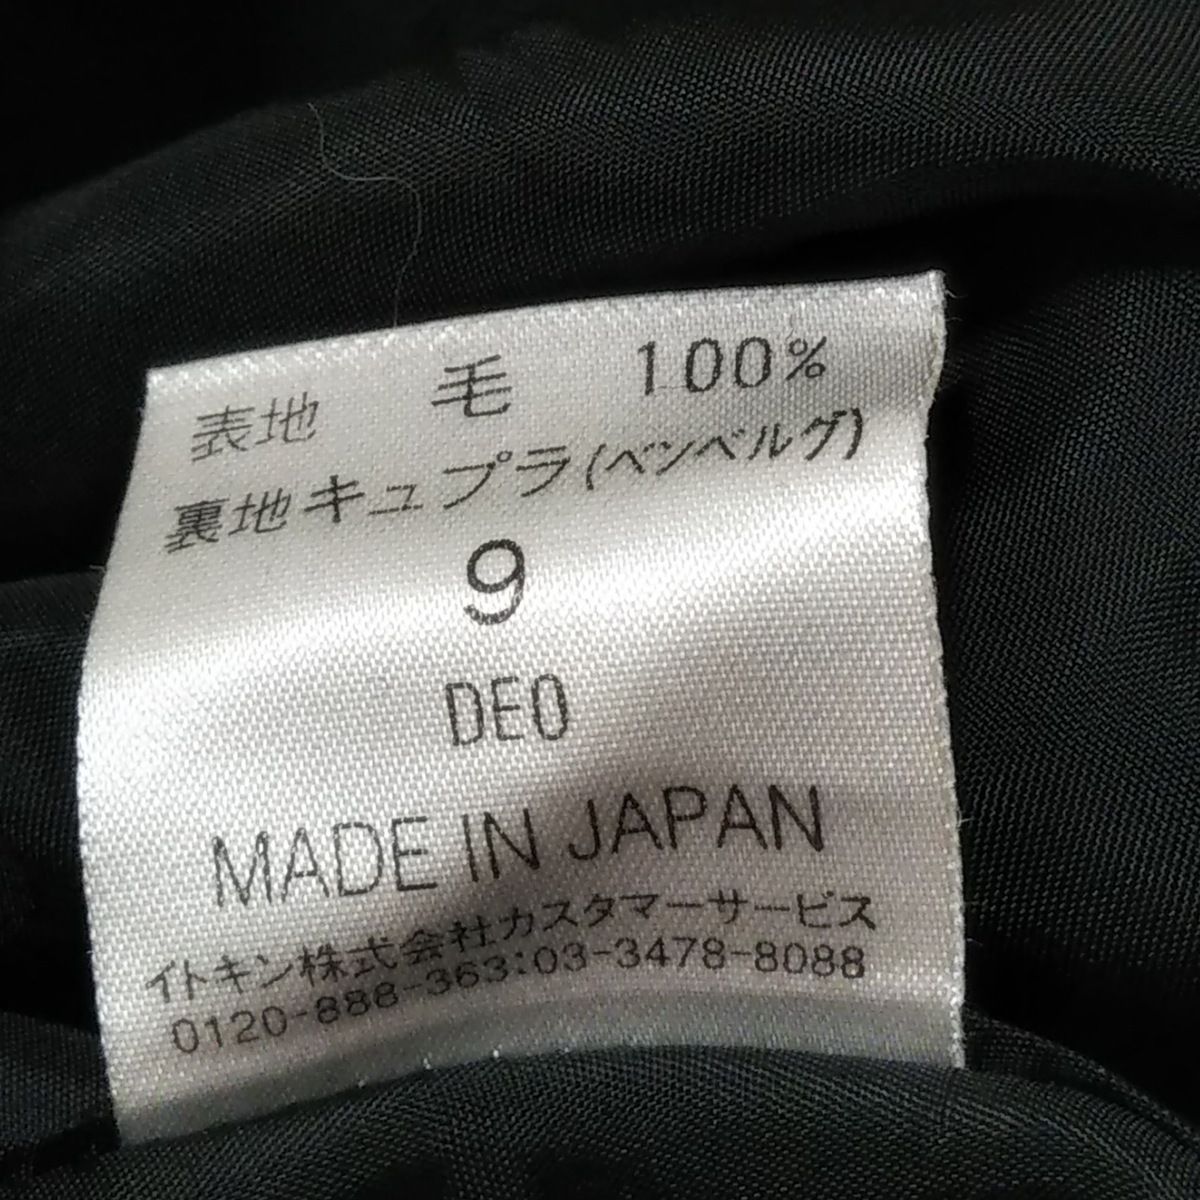 表地 毛 100%
裏地キュプラ(ベンベルグ)
9
DEO
MADE IN JAPAN
イトキン株式会社カスタマーサービス
0120-888-363:03-3478-8088